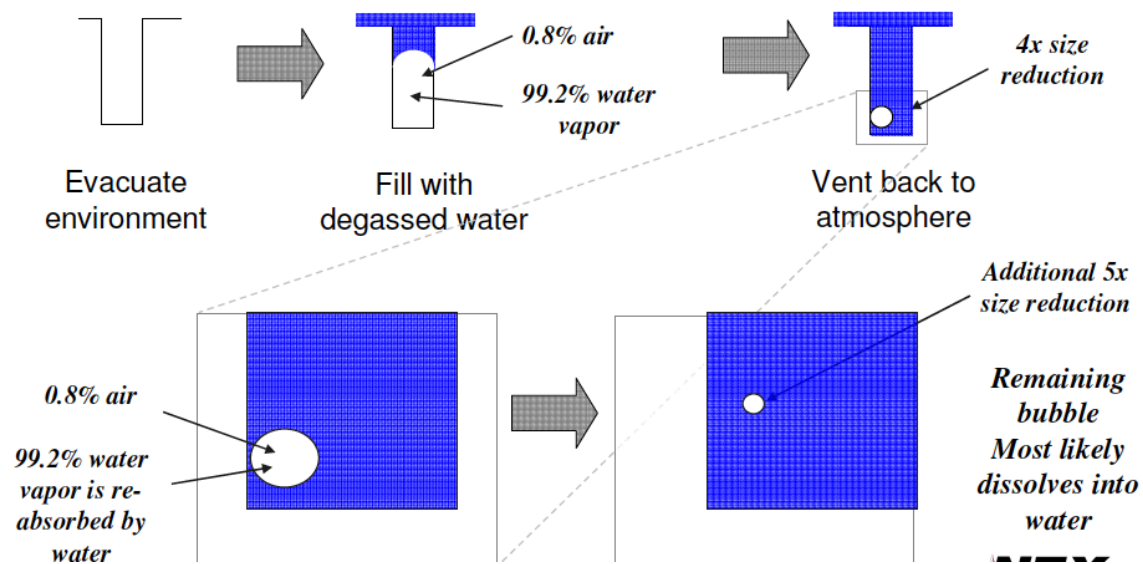 0.8% air
99.2% water
vapor
4x size
reduction
Evacuate
environment
Fill with
degassed water
Vent back to
atmosphere
Additional 5x
size reduction
0.8% air
99.2% water
vapor is re-
absorbed by
water
Remaining
bubble
Most likely
dissolves into
water